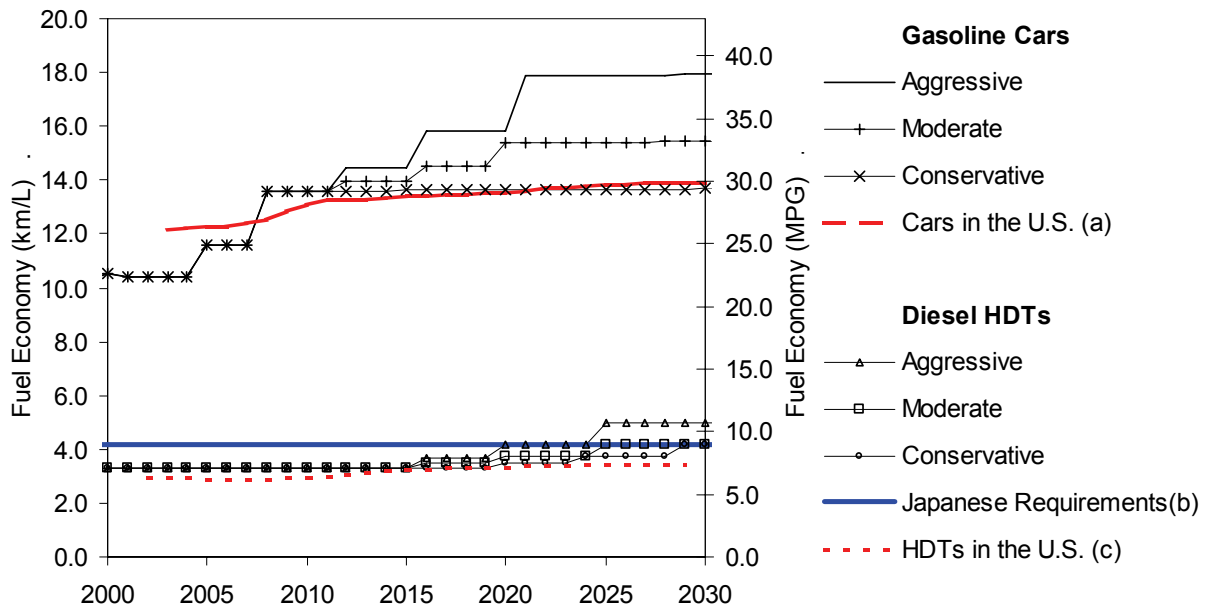 20.0
18.0
16.0
14.0
12.0
10.0
8.0
6.0
4.0
2.0
0.0
Fuel Economy (km/L) .
2000 2005 2010 2015 2020 2025 2030
40.0
35.0
30.0
25.0
20.0
15.0
10.0
5.0
0.0
Fuel Economy (MPG) .
Gasoline Cars
Aggressive
Moderate
Conservative
Cars in the U.S. (a)
Diesel HDTs
Aggressive
Moderate
Conservative
Japanese Requirements(b)
HDTs in the U.S. (c)